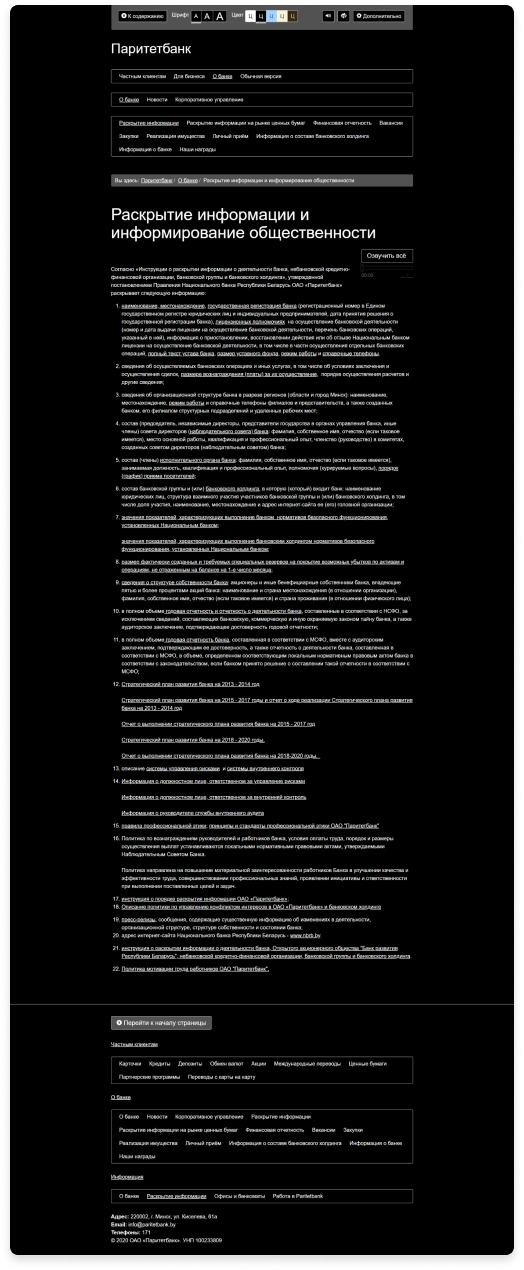 К содержанию Шрифт А А А Цвет Ц Ц Ц Ц Ц Дополнительно
Паритетбанк
Частным клиентам Для бизнеса О банке Обычная версия
О банке Новости Корпоративное управление
Раскрытие информации Раскрытие информации на рынке ценных бумаг Финансовая отчетность Вакансии
Закупки Реализация имущества Личный приём Информация о составе банковского холдинга
Информация о банке Наши награды
Вы здесь: Паритетбанк / О банке / Раскрытие информации и информирование общественности
Раскрытие информации и
информирование общественности
Озвучить всё
00:00
Согласно «Инструкции о раскрытии информации о деятельности банка, небанковской кредитно-
финансовой организации, банковской группы и банковского холдинга», утвержденной
постановлением Правления Национального банка Республики Беларусь ОАО «Паритетбанк»
раскрывает следующую информацию:
1. наименование, местонахождение, государственная регистрация банка (регистрационный номер в Едином
государственном регистре юридических лиц и индивидуальных предпринимателей, дата принятия решения о
государственной регистрации банка), лицензионных полномочиях на осуществление банковской деятельности
(номер и дата выдачи лицензии на осуществление банковской деятельности, перечень банковских операций,
указанный в ней), информация о приостановлении, восстановлении действия или об отзыве Национальным банком
лицензии на осуществление банковской деятельности, в том числе в части осуществления отдельных банковских
операций, полный текст устава банка, размер уставного фонда, режим работы и справочные телефоны.
2. сведения об осуществляемых банковских операциях и иных услугах, в том числе об условиях заключения и
осуществления сделок, размере вознаграждения (платы) за их осуществление, порядок осуществления расчетов и
другие сведения;
3. сведения об организационной структуре банка в разрезе регионов (области и город Минск): наименование,
местонахождение, режим работы и справочные телефоны филиалов и представительств, а также созданных
банком, его филиалом структурных подразделений и удаленных рабочих мест;
4. состав (председатель, независимые директоры, представители государства в органах управления банка, иные
члены) совета директоров (наблюдательного совета) банка: фамилия, собственное имя, отчество (если таковое
имеется), место основной работы, квалификация и профессиональный опыт, членство (руководство) в комитетах,
созданных советом директоров (наблюдательным советом) банка;
5. состав (члены) исполнительного органа банка: фамилия, собственное имя, отчество (если таковое имеется),
занимаемая должность, квалификация и профессиональный опыт, полномочия (курируемые вопросы), порядок
(график) приема посетителей;
6. состав банковской группы и (или) банковского холдинга, в которую (который) входит банк: наименование
юридических лиц, структура взаимного участия участников банковской группы и (или) банковского холдинга, в том
числе доля участия, наименование, местонахождение и адрес интернет-сайта ее (его) головной организации;
7. значения показателей, характеризующих выполнение банком нормативов безопасного функционирования,
установленных Национальным банком;
значения показателей, характеризующих выполнение банковским холдингом нормативов безопасного
функционирования, установленных Национальным банком;
8. размер фактически созданных и требуемых специальных резервов на покрытие возможных убытков по активам и
операциям, не отраженным на балансе на 1-е число месяца;
9. сведения о структуре собственности банка: акционеры и иные бенефициарные собственники банка, владеющие
пятью и более процентами акций банка: наименование и страна местонахождения (в отношении организации),
фамилия, собственное имя, отчество (если таковое имеется) и страна проживания (в отношении физического лица);
10. в полном объеме годовая отчетность и отчетность о деятельности банка, составленные в соответствии с НСФО, за
исключением сведений, составляющих банковскую, коммерческую и иную охраняемую законом тайну банка, а также
аудиторское заключение, подтверждающее достоверность годовой отчетности;
11. в полном объеме годовая отчетность банка, составленная в соответствии с МСФО, вместе с аудиторским
заключением, подтверждающим ее достоверность, а также отчетность о деятельности банка, составленная в
соответствии с МСФО, в объеме, определенном соответствующим локальным нормативным правовым актом банка в
соответствии с законодательством, если банком принято решение о составлении такой отчетности в соответствии с
МСФО;
12. Стратегический план развития банка на 2013 - 2014 год
Стратегический план развития банка на 2015 - 2017 годы и отчет о ходе реализации Стратегического плана развития
банка на 2013 - 2014 год
Отчет о выполнении стратегического плана развития банка на 2015 - 2017 год
Стратегический план развития банка на 2018 - 2020 годы.
Отчет о выполнении стратегического плана развития банка на 2018-2020 годы.
13. описание системы управления рисками и системы внутреннего контроля
14. Информация о должностном лице, ответственном за управление рисками
Информация о должностном лице, ответственном за внутренний контроль
Информация о руководителе службы внутреннего аудита
15. правила профессиональной этики, принципы и стандарты профессиональной этики ОАО "Паритетбанк"
16. Политика по вознаграждениям руководителей и работников банка, условия оплаты труда, порядок и размеры
осуществления выплат устанавливаются локальными нормативными правовыми актами, утверждаемыми
Наблюдательным Советом Банка.
Политика направлена на повышение материальной заинтересованности работников Банка в улучшении качества и
эффективности труда, совершенствовании профессиональных знаний, проявлении инициативы и ответственности
при выполнении поставленных целей и задач.
17. инструкция о порядке раскрытия информации ОАО «Паритетбанк»;
18. Описание политики по управлению конфликтом интересов в ОАО «Паритетбанк» и банковском холдинге
19. пресс-релизы, сообщения, содержащие существенную информацию об изменениях в деятельности,
организационной структуре, структуре собственности и состоянии банка;
20. адрес интернет-сайта Национального банка Республики Беларусь - www.nbrb.by.
21. инструкция о раскрытии информации о деятельности банка, Открытого акционерного общества "Банк развития
Республики Беларусь", небанковской кредитно-финансовой организации, банковской группы и банковского холдинга.
22. Политика мотивации труда работников ОАО "Паритетбанк".
Перейти к началу страницы
Частным клиентам
Карточки Кредиты Депозиты Обмен валют Акции Международные переводы Ценные бумаги
Партнерские программы Переводы с карты на карту
О банке
О банке Новости Корпоративное управление Раскрытие информации
Раскрытие информации на рынке ценных бумаг Финансовая отчетность Вакансии Закупки
Реализация имущества Личный приём Информация о составе банковского холдинга Информация о банке
Наши награды
Информация
О банке Раскрытие информации Офисы и банкоматы Работа в Paritetbank
Адрес: 220002, г. Минск, ул. Киселева, 61а
Email: info@paritetbank.by
Телефоны: 171
© 2020 ОАО «Паритетбанк». УНП 100233809